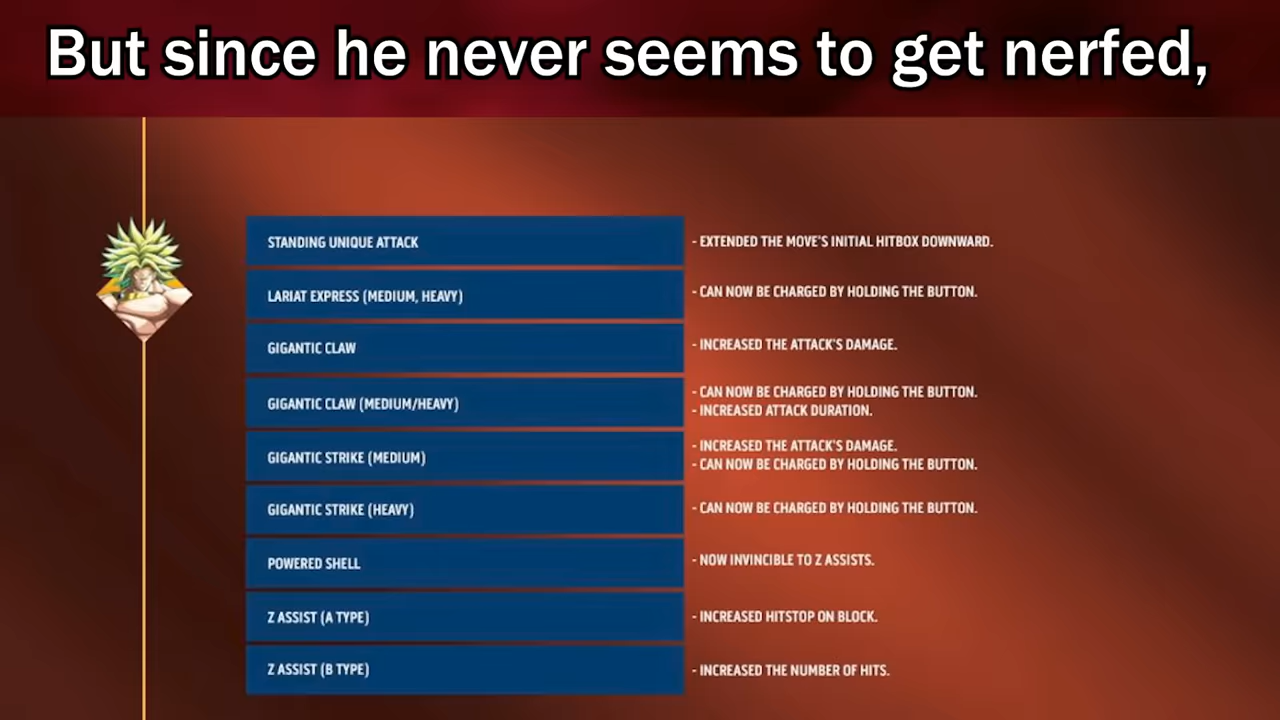 But since he never seems to get nerfed,
STANDING UNIQUE ATTACK
- EXTENDED THE MOVE'S INITIAL HITBOX DOWNWARD.
LARIAT EXPRESS (MEDIUM, HEAVY)
- CAN NOW BE CHARGED BY HOLDING THE BUTTON.
GIGANTIC CLAW
- INCREASED THE ATTACK'S DAMAGE.
GIGANTIC CLAW (MEDIUM/HEAVY)
- CAN NOW BE CHARGED BY HOLDING THE BUTTON.
- INCREASED ATTACK DURATION.
GIGANTIC STRIKE (MEDIUM)
- INCREASED THE ATTACK'S DAMAGE.
- CAN NOW BE CHARGED BY HOLDING THE BUTTON.
GIGANTIC STRIKE (HEAVY)
- CAN NOW BE CHARGED BY HOLDING THE BUTTON.
POWERED SHELL
- NOW INVINCIBLE TO Z ASSISTS.
Z ASSIST (A TYPE)
- INCREASED HITSTOP ON BLOCK.
Z ASSIST (B TYPE)
- INCREASED THE NUMBER OF HITS.